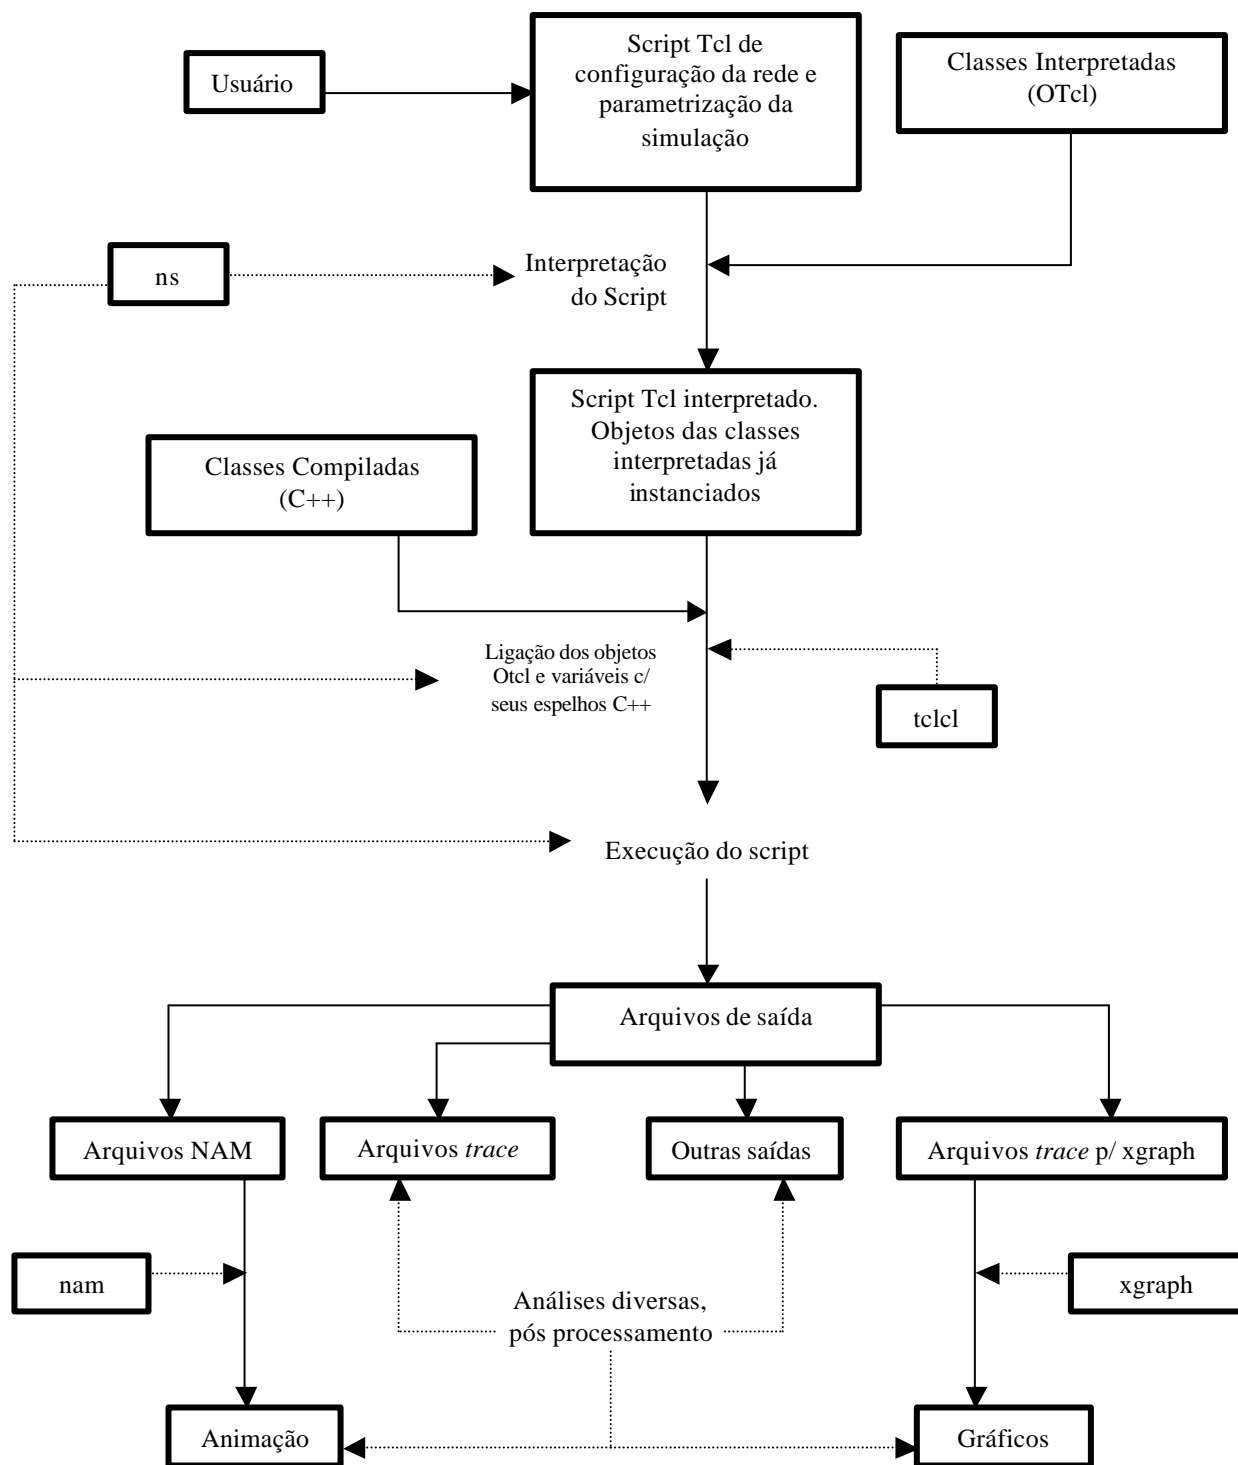 Script Tcl de
configuração da rede e
parametrização da
simulação
Usuário
Classes Interpretadas
(OTcl)
ns
Interpretação
do Script
Script Tcl interpretado.
Objetos das classes
interpretadas já
instanciados
Classes Compiladas
(C++)
Ligação dos objetos
Otcl e variáveis c/
seus espelhos C++
tclcl
Execução do script
Arquivos de saída
Arquivos NAM
Arquivos trace
Outras saídas
Arquivos trace p/ xgraph
nam
Análises diversas,
pós processamento
xgraph
Animação
Gráficos